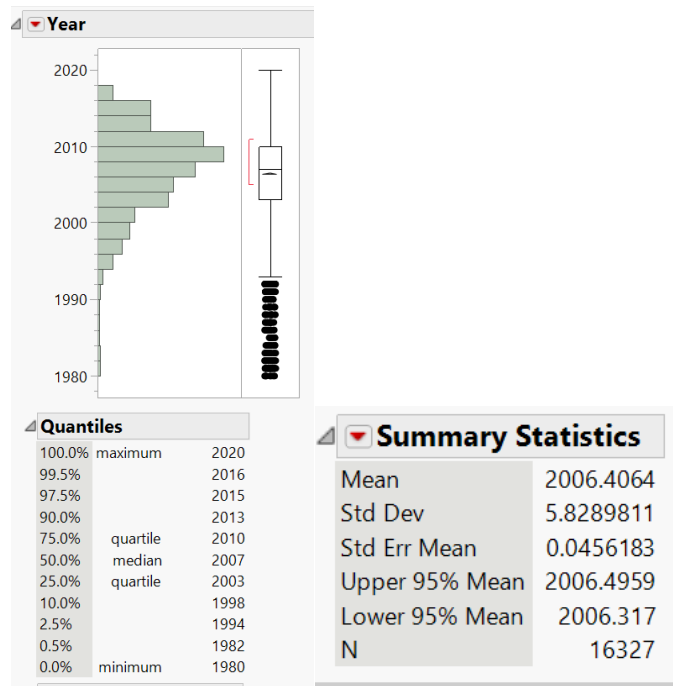 Year
2020
2010
2000
1990
1980
Quantiles
100.0% maximum 2020
99.5% 2016
97.5% 2015
90.0% 2013
75.0% quartile 2010
50.0% median 2007
25.0% quartile 2003
10.0% 1998
2.5% 1994
0.5% 1982
0.0% minimum 1980
Summary Statistics
Mean 2006.4064
Std Dev 5.8289811
Std Err Mean 0.0456183
Upper 95% Mean 2006.4959
Lower 95% Mean 2006.317
N 16327